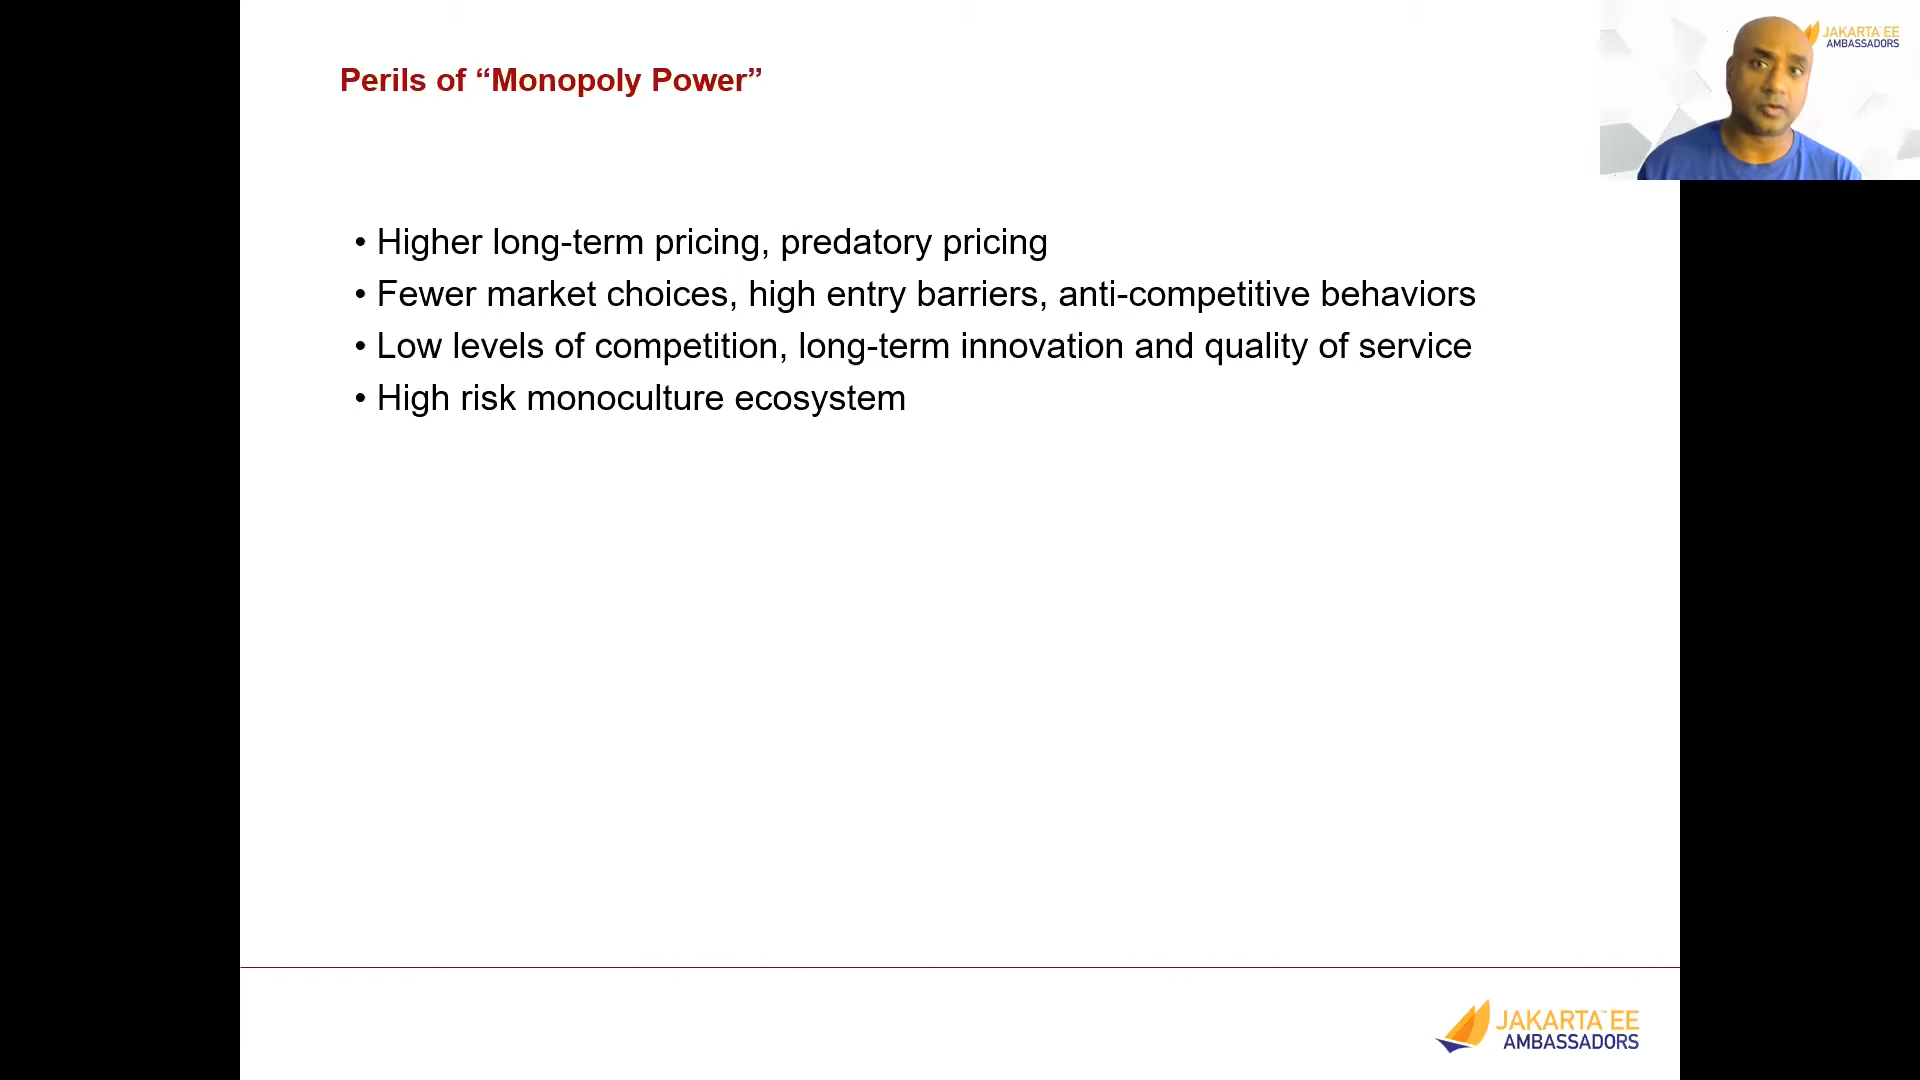 Perils of “Monopoly Power”
JAKARTA EE
AMBASSADORS
• Higher long-term pricing, predatory pricing
• Fewer market choices, high entry barriers, anti-competitive behaviors
• Low levels of competition, long-term innovation and quality of service
• High risk monoculture ecosystem
JAKARTA™ EE
AMBASSADORS